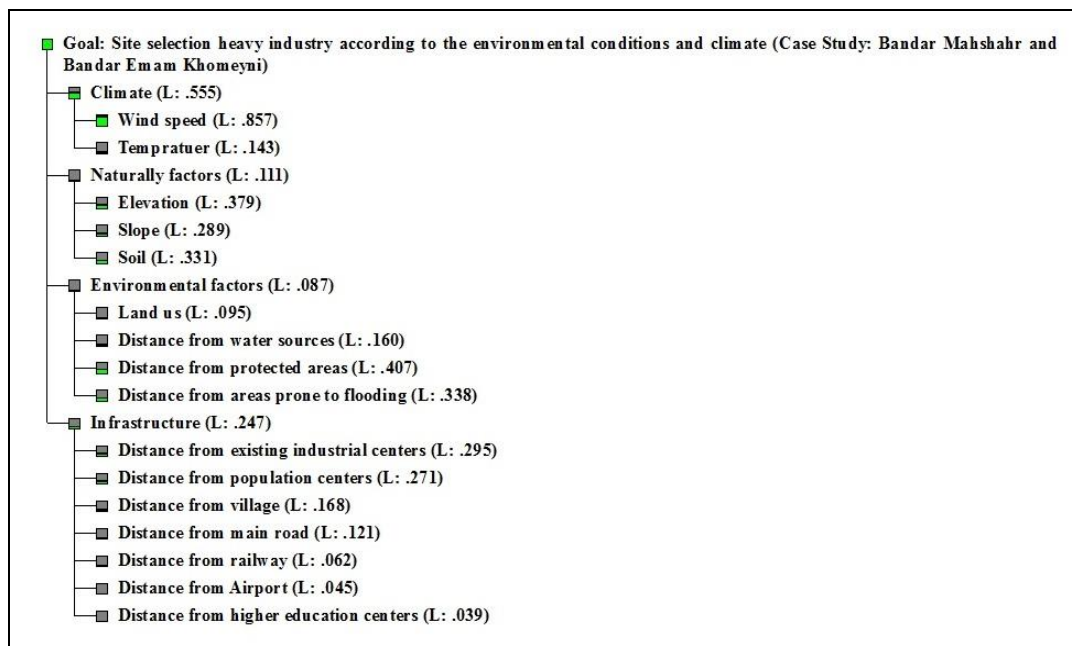 Goal: Site selection heavy industry according to the environmental conditions and climate (Case Study: Bandar Mahshahr and
Bandar Emam Khomeyni)
Climate (L: .555)
Wind speed (L: .857)
Tempratuer (L: .143)
Naturally factors (L: .111)
Elevation (L: .379)
Slope (L: .289)
Soil (L: .331)
Environmental factors (L: .087)
Land us (L: .095)
Distance from water sources (L: .160)
Distance from protected areas (L: .407)
Distance from areas prone to flooding (L: .338)
Infrastructure (L: .247)
Distance from existing industrial centers (L: .295)
Distance from population centers (L: .271)
Distance from village (L: .168)
Distance from main road (L: .121)
Distance from railway (L: .062)
Distance from Airport (L: .045)
Distance from higher education centers (L: .039)